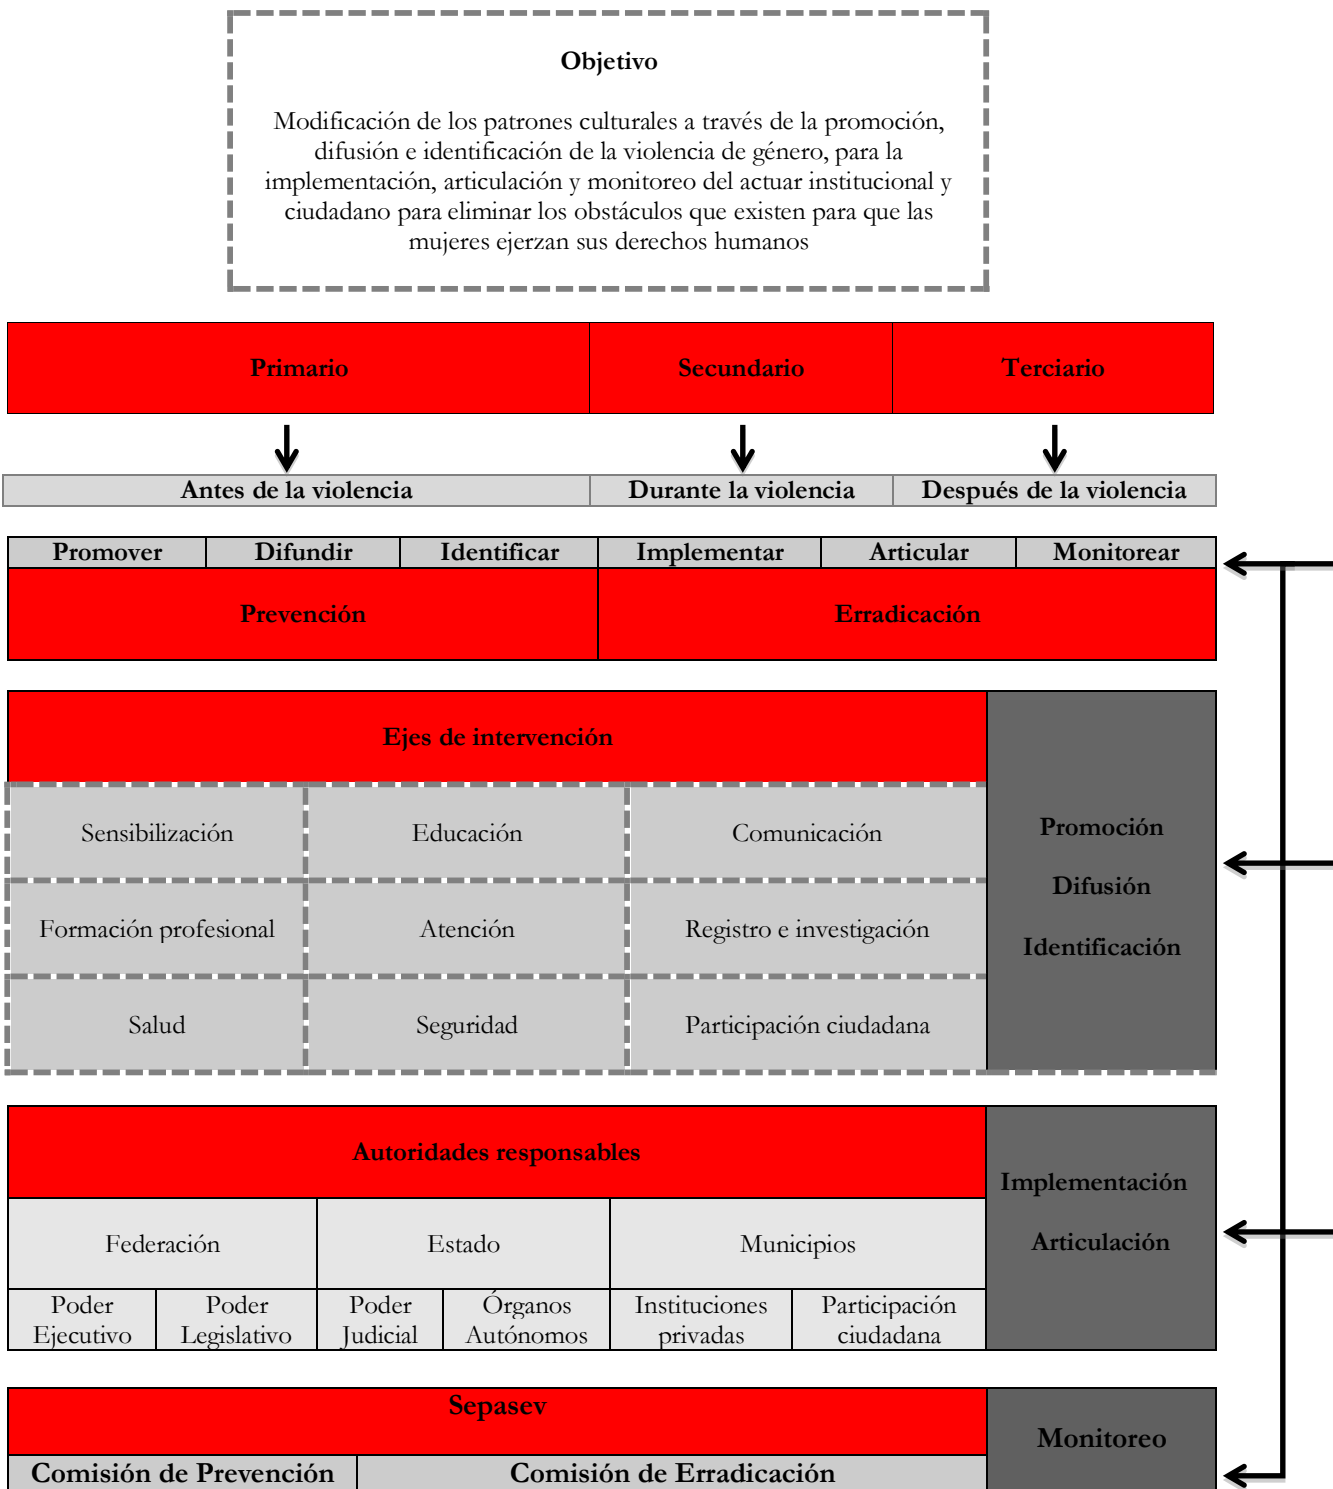 Objetivo
Modificación de los patrones culturales a través de la promoción,
difusión e identificación de la violencia de género, para la
implementación, articulación y monitoreo del actuar institucional y
ciudadano para eliminar los obstáculos que existen para que las
mujeres ejerzan sus derechos humanos
Primario
Secundario
Terciario
Antes de la violencia
Durante la violencia
Después de la violencia
Promover
Difundir
Identificar
Implementar
Articular
Monitorear
Prevención
Erradicación
Ejes de intervención
Sensibilización
Educación
Comunicación
Formación profesional
Atención
Registro e investigación
Salud
Seguridad
Participación ciudadana
Promoción
Difusión
Identificación
Autoridades responsables
Federación
Estado
Municipios
Poder
Ejecutivo
Poder
Legislativo
Poder
Judicial
Órganos
Autónomos
Instituciones
privadas
Participación
ciudadana
Implementación
Articulación
Sepasev
Comisión de Prevención
Comisión de Erradicación
Monitoreo